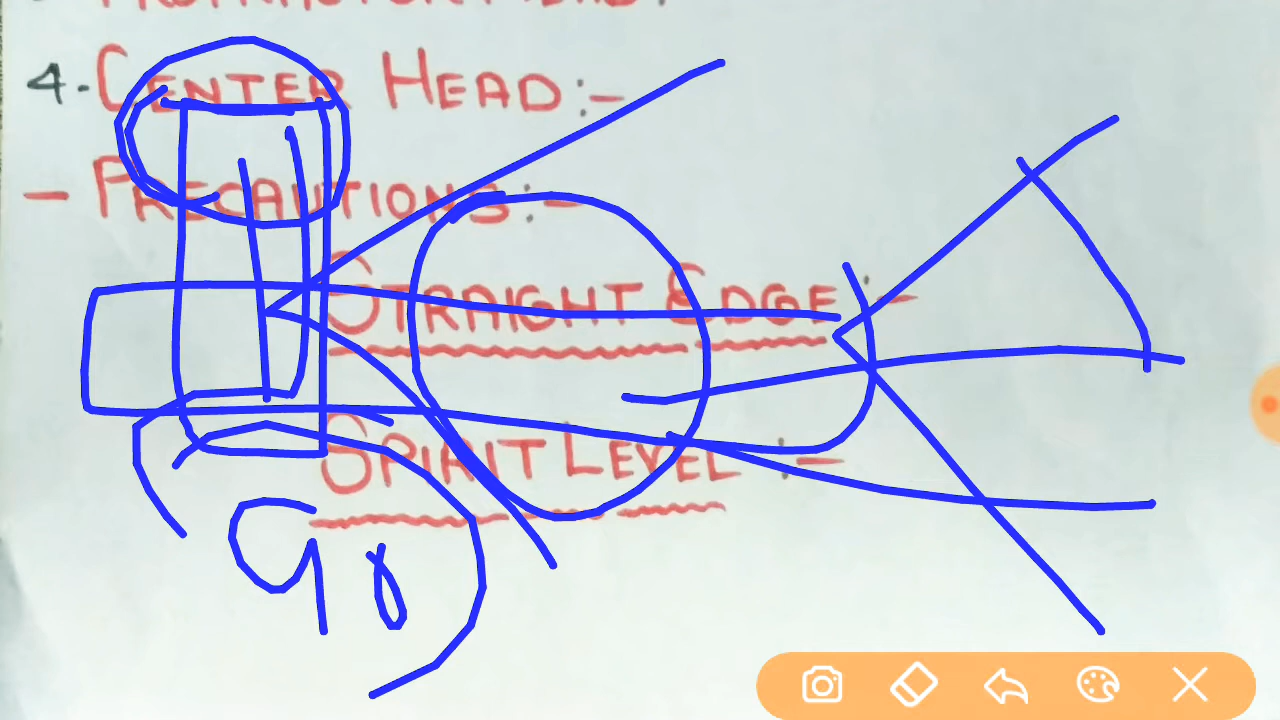 4. CENTER HEAD:-
- PRECAUTIONS:-
STRAIGHT EDGE:-
SPIRIT LEVEL:-
90